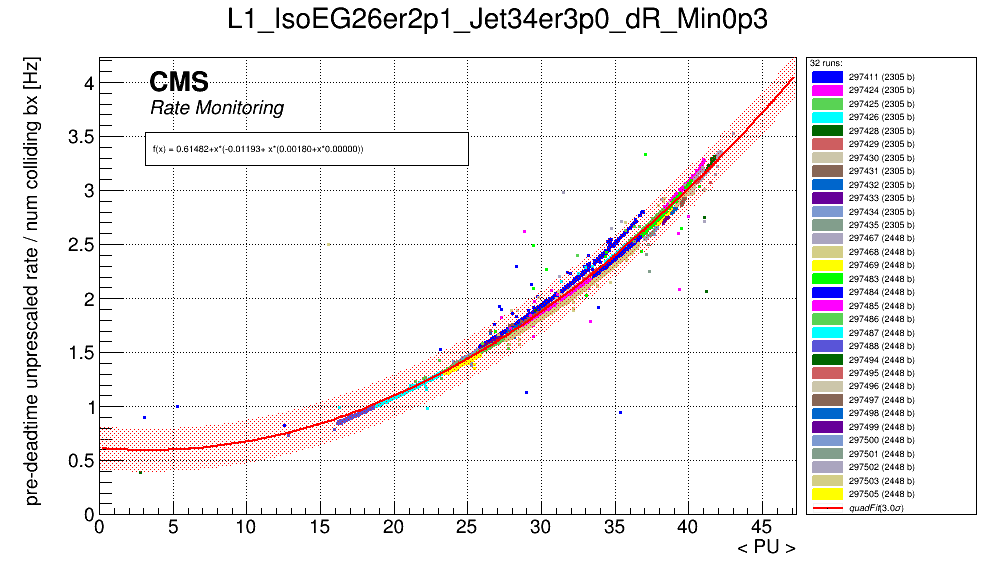 L1_IsoEG26er2p1_Jet34er3p0_dR_Min0p3
pre-deadtime unprescaled rate / num colliding bx [Hz]
CMS
Rate Monitoring
f(x) = 0.61482+x*(-0.01193+ x*(0.00180+x*0.00000))
4
3.5
3
2.5
2
1.5
1
0.5
0
0 5 10 15 20 25 30 35 40 45
< PU >
32 runs:
297411 (2305 b)
297424 (2305 b)
297425 (2305 b)
297426 (2305 b)
297428 (2305 b)
297429 (2305 b)
297430 (2305 b)
297431 (2305 b)
297432 (2305 b)
297433 (2305 b)
297434 (2305 b)
297435 (2305 b)
297467 (2448 b)
297468 (2448 b)
297469 (2448 b)
297483 (2448 b)
297484 (2448 b)
297485 (2448 b)
297486 (2448 b)
297487 (2448 b)
297488 (2448 b)
297494 (2448 b)
297495 (2448 b)
297496 (2448 b)
297497 (2448 b)
297498 (2448 b)
297499 (2448 b)
297500 (2448 b)
297501 (2448 b)
297502 (2448 b)
297503 (2448 b)
297505 (2448 b)
quadFit(3.0σ)